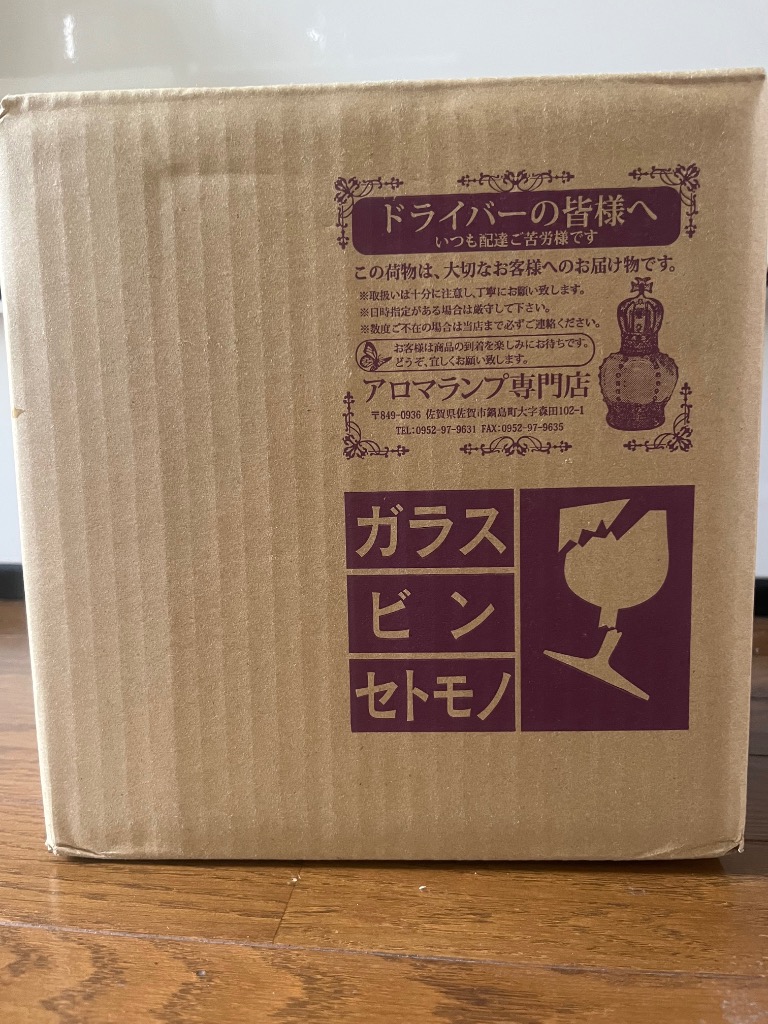 ドライバーの皆様へ
いつも配達ご苦労様です
この荷物は、大切なお客様へのお届け物です。
※取扱いは十分に注意し、丁寧にお願い致します。
※日時指定がある場合は厳守して下さい。
※数度ご不在の場合は当店まで必ずご連絡ください。
お客様は商品の到着を楽しみにお待ちです。
どうぞ、宜しくお願い致します。
アロマランプ専門店
〒849-0936 佐賀県佐賀市鍋島町大字森田102-1
TEL:0952-97-9631 FAX:0952-97-9635
ガラス
ビン
セトモノ